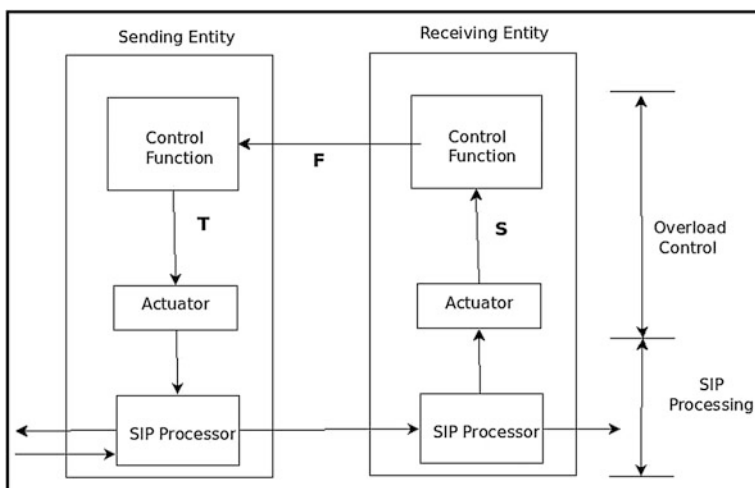 Sending Entity
Receiving Entity
Control
Function
Control
Function
F
T
S
Overload
Control
Actuator
Actuator
SIP
Processing
SIP Processor
SIP Processor